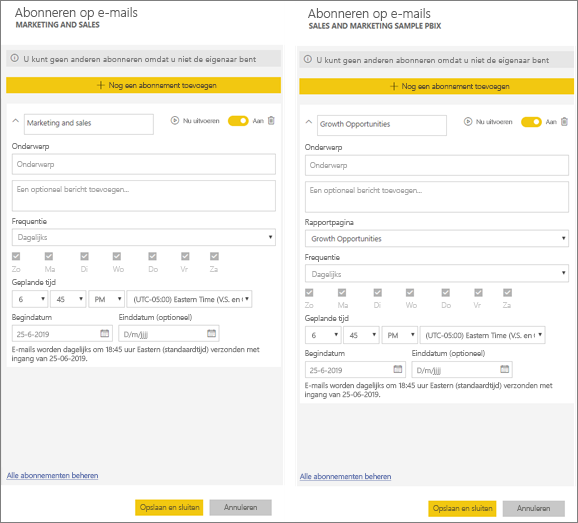 Abonneren op e-mails
MARKETING AND SALES
U kunt geen anderen abonneren omdat u niet de eigenaar bent
+ Nog een abonnement toevoegen
Marketing and sales
Nu uitvoeren
Aan
Onderwerp
Onderwerp
Een optioneel bericht toevoegen...
Frequentie
Dagelijks
Zo Ma Di Wo Do Vr Za
Geplande tijd
6 45 PM (UTC-05:00) Eastern Time (V.S. en
Begindatum Einddatum (optioneel)
25-6-2019 D/m/jjjj
E-mails worden dagelijks om 18:45 uur Eastern (standaardtijd) verzonden met
ingang van 25-06-2019.
Alle abonnementen beheren
Opslaan en sluiten Annuleren
Abonneren op e-mails
SALES AND MARKETING SAMPLE PBIX
U kunt geen anderen abonneren omdat u niet de eigenaar bent
+ Nog een abonnement toevoegen
Growth Opportunities
Nu uitvoeren
Aan
Onderwerp
Onderwerp
Een optioneel bericht toevoegen...
Rapportpagina
Growth Opportunities
Frequentie
Dagelijks
Zo Ma Di Wo Do Vr Za
Geplande tijd
6 45 PM (UTC-05:00) Eastern Time (V.S. en
Begindatum Einddatum (optioneel)
25-6-2019 D/m/jjjj
E-mails worden dagelijks om 18:45 uur Eastern (standaardtijd) verzonden met
ingang van 25-06-2019.
Alle abonnementen beheren
Opslaan en sluiten Annuleren